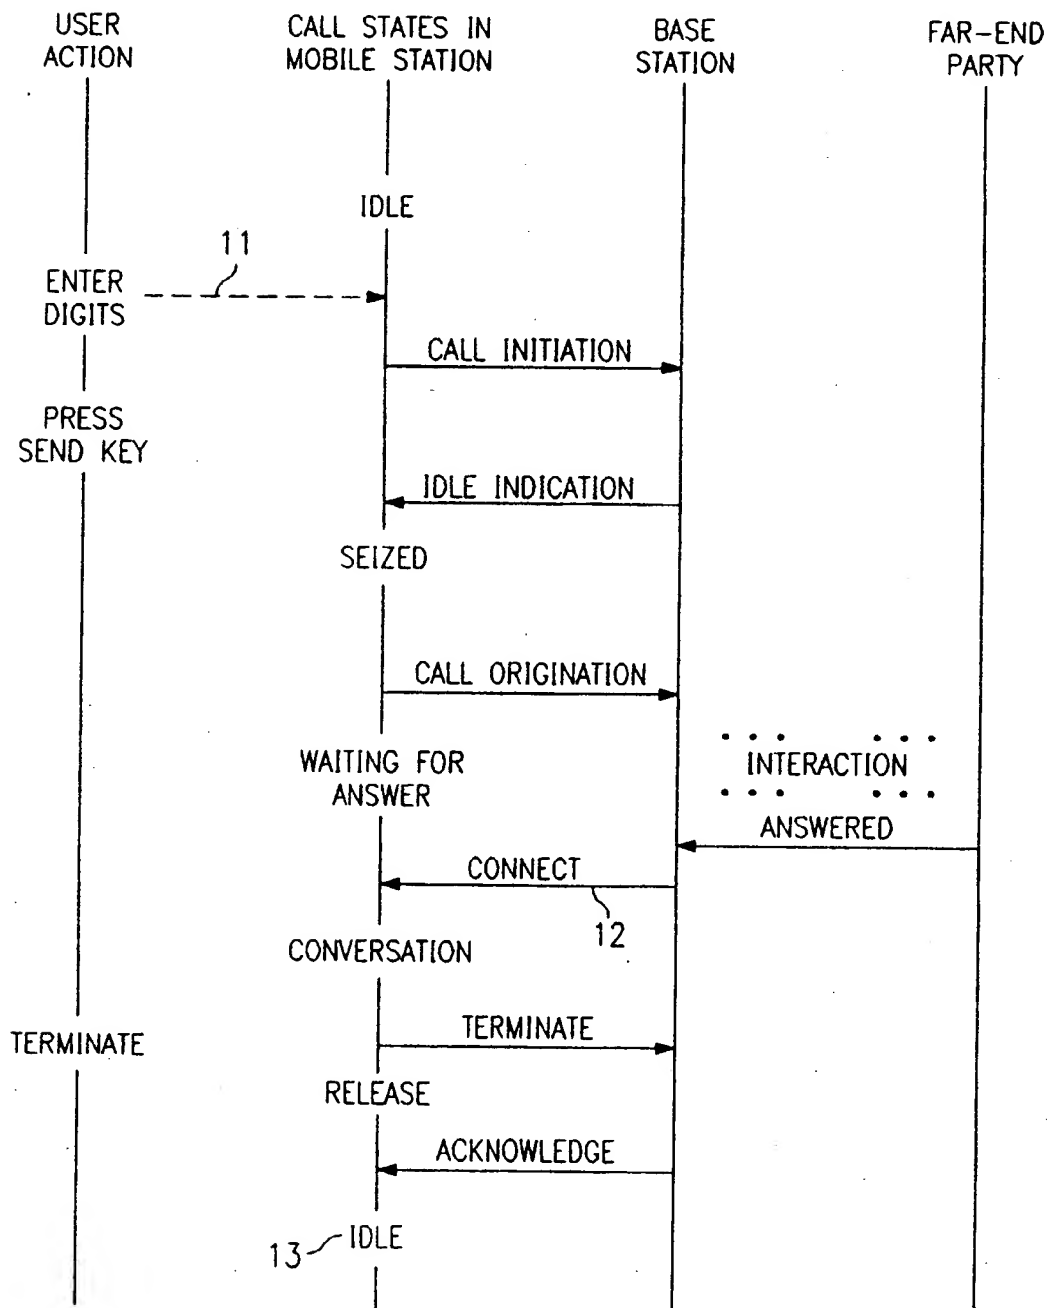 USER
ACTION
CALL STATES IN
MOBILE STATION
BASE
STATION
FAR-END
PARTY
IDLE
11
ENTER
DIGITS
CALL INITIATION
PRESS
SEND KEY
IDLE INDICATION
SEIZED
CALL ORIGINATION
WAITING FOR
ANSWER
INTERACTION
ANSWERED
CONNECT
12
CONVERSATION
TERMINATE
TERMINATE
RELEASE
ACKNOWLEDGE
13
IDLE